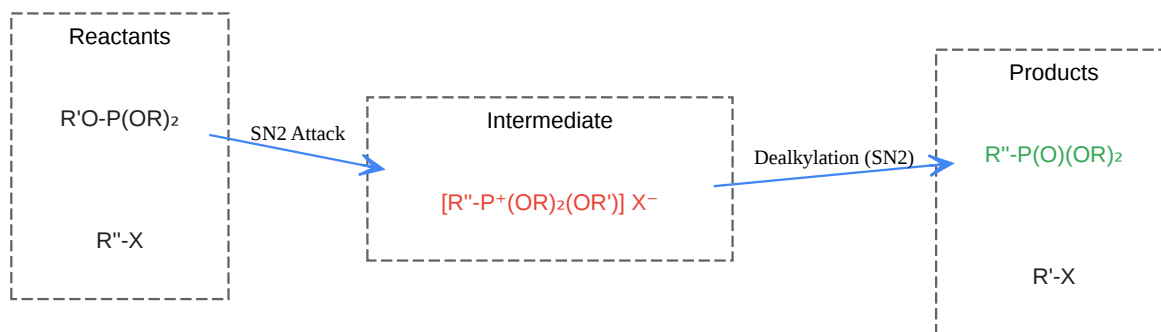 Reactants
R'O-P(OR)₂
R''-X
SN2 Attack
Intermediate
[R''-P⁺(OR)₂(OR')] X⁻
Dealkylation (SN2)
Products
R''-P(O)(OR)₂
R'-X